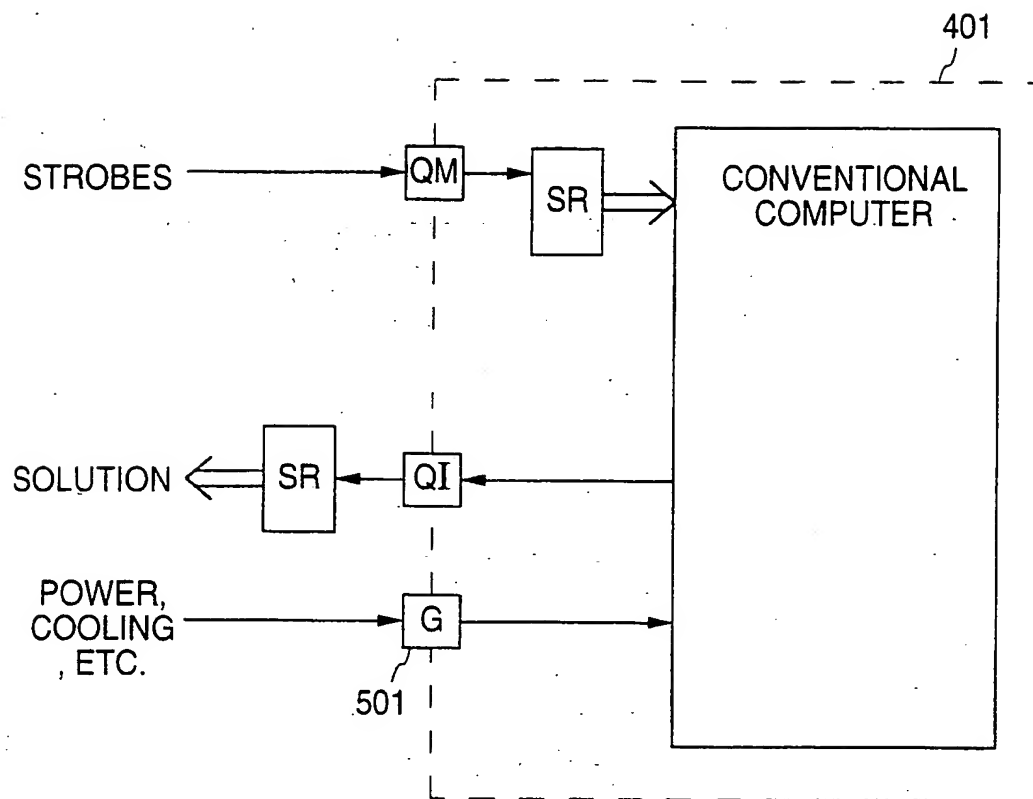 401
STROBES
QM
SR
CONVENTIONAL
COMPUTER
SOLUTION
SR
QI
POWER,
COOLING
, ETC.
G
501